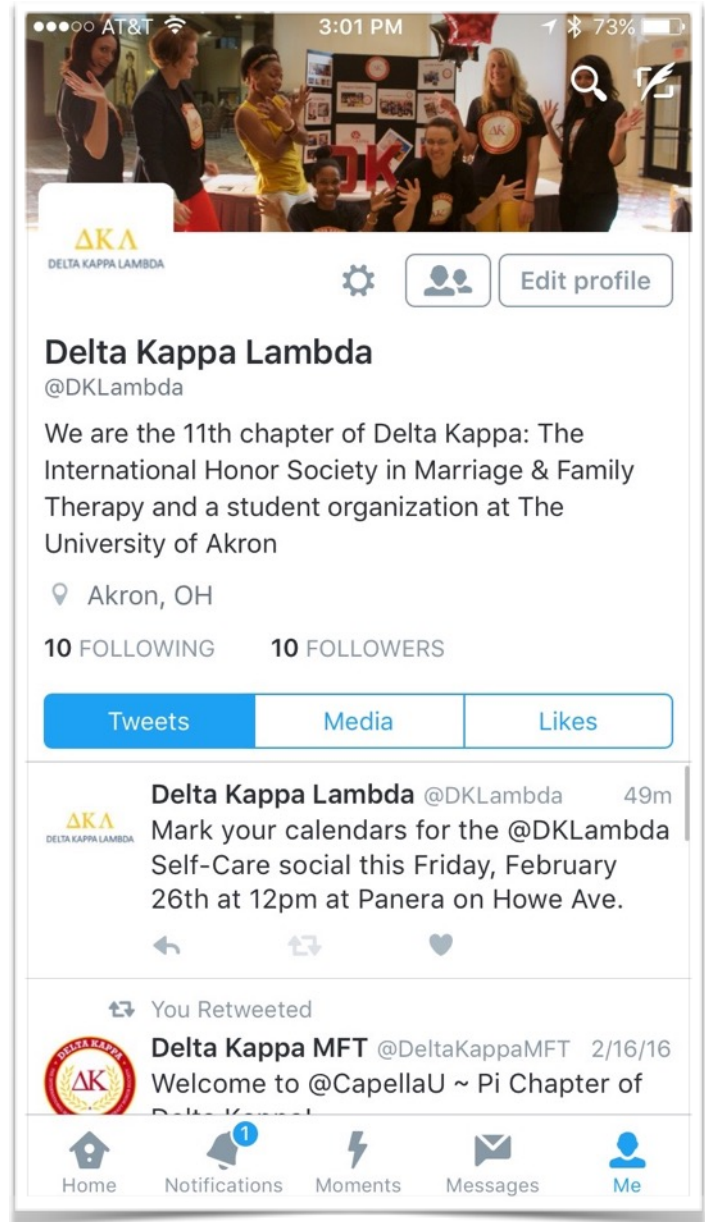 AT&T 3:01 PM 73%
ΔK
DK
ΔΚΛ
DELTA KAPPA LAMBDA
Edit profile
Delta Kappa Lambda
@DKLambda
We are the 11th chapter of Delta Kappa: The
International Honor Society in Marriage & Family
Therapy and a student organization at The
University of Akron
Akron, OH
10 FOLLOWING 10 FOLLOWERS
Tweets Media Likes
Delta Kappa Lambda @DKLambda 49m
ΔΚΛ
DELTA KAPPA LAMBDA
Mark your calendars for the @DKLambda
Self-Care social this Friday, February
26th at 12pm at Panera on Howe Ave.
You Retweeted
Delta Kappa MFT @DeltaKappaMFT 2/16/16
DELTA KAPPA
ΔK
Welcome to @CapellaU ~ Pi Chapter of
Delta Kappa!
1
Home Notifications Moments Messages Me